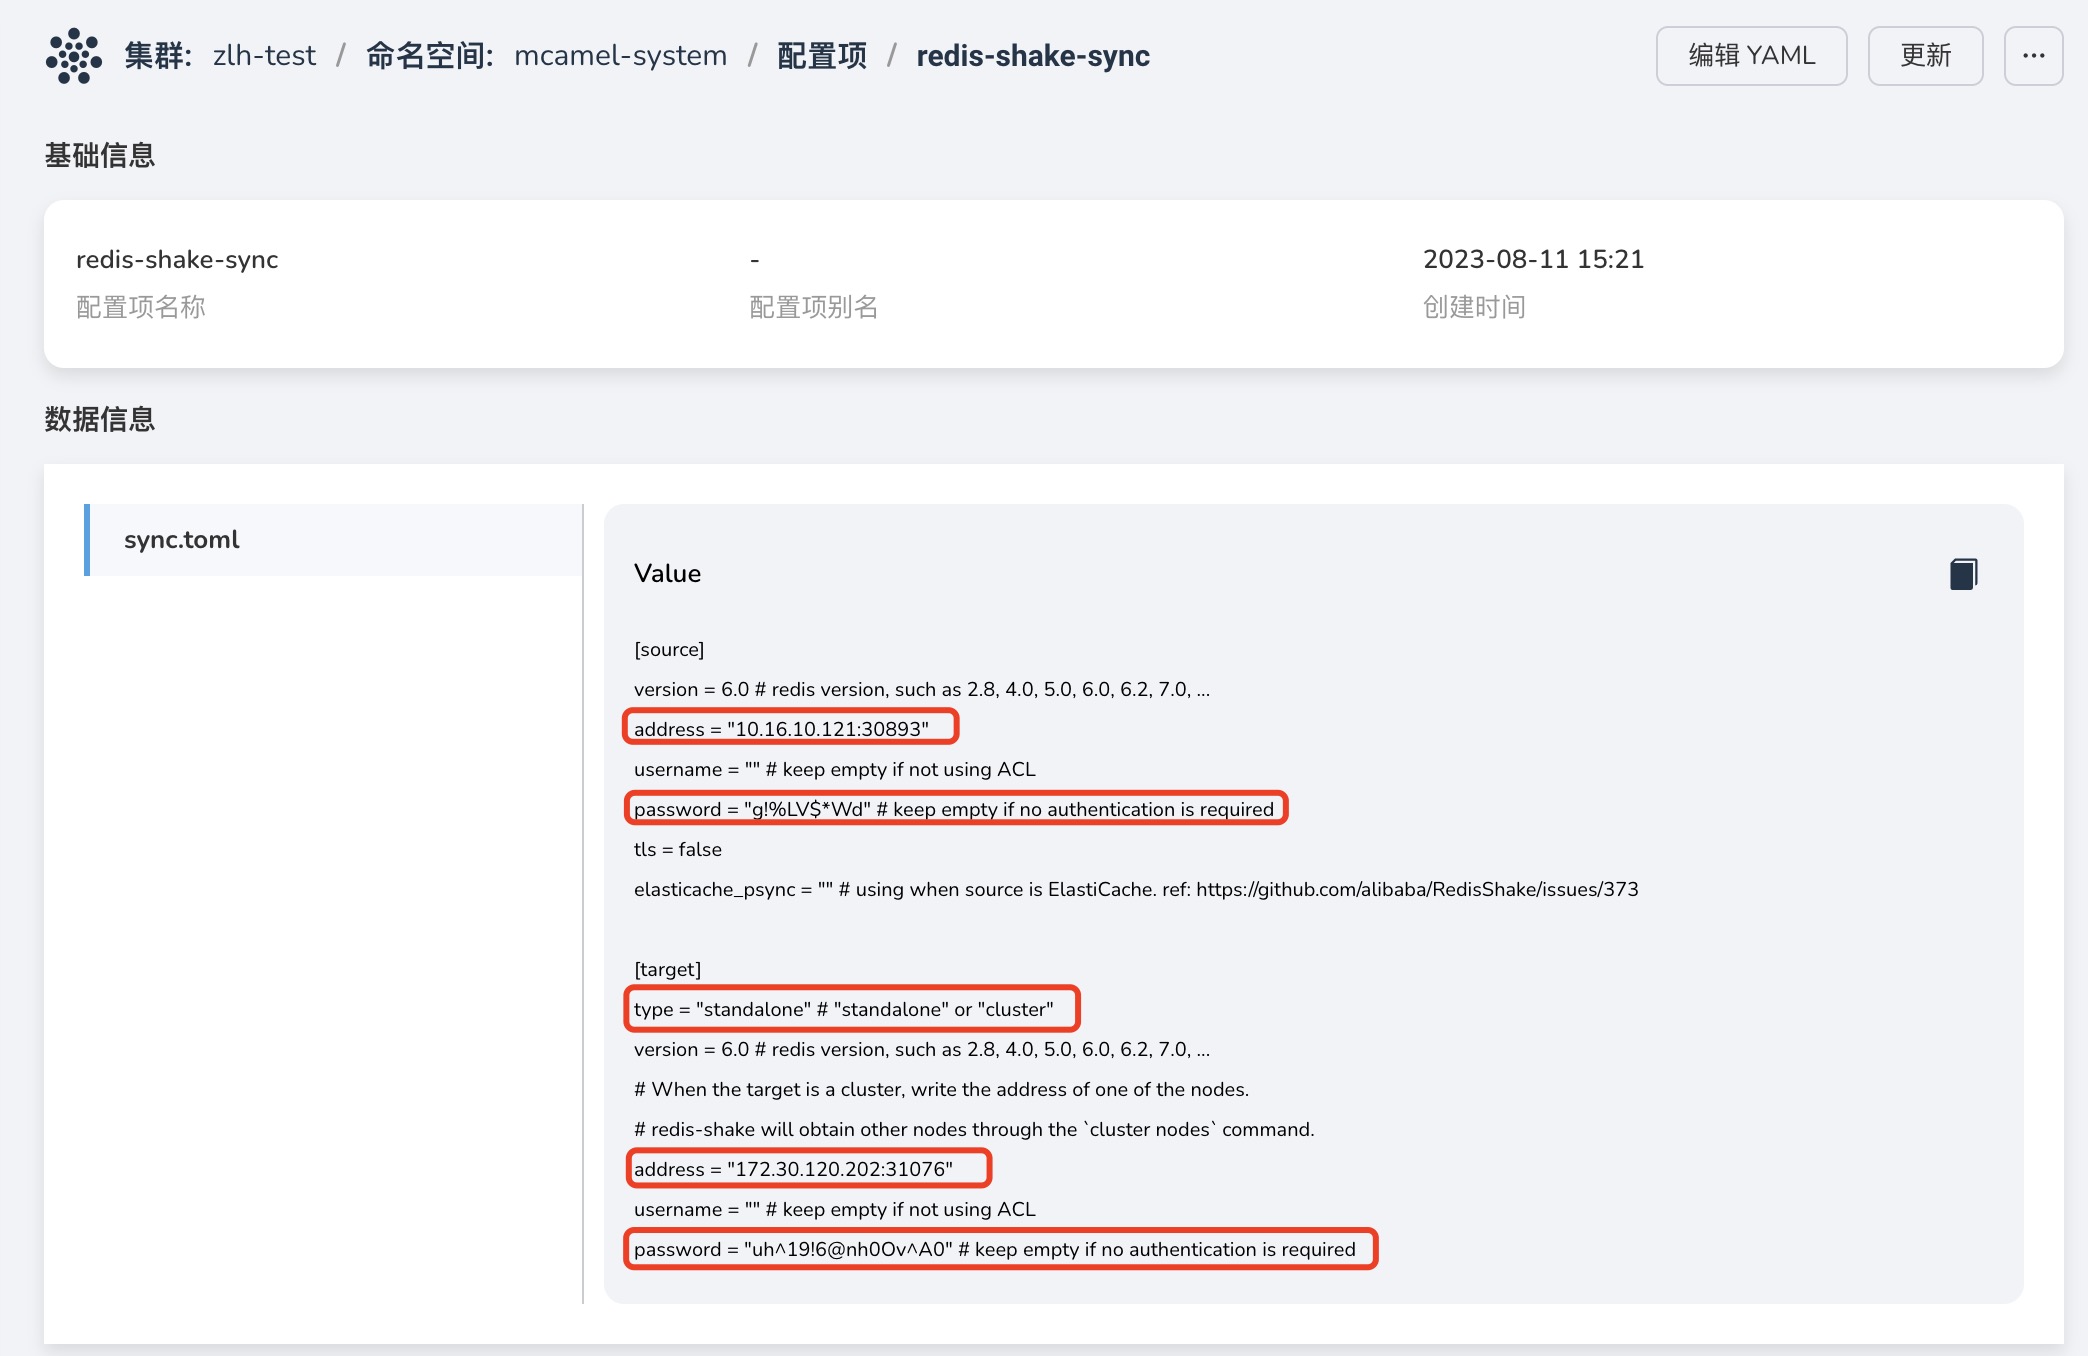 集群: zlh-test / 命名空间: mcamel-system / 配置项 / redis-shake-sync
编辑 YAML
更新
...
基础信息
redis-shake-sync
配置项名称
-
配置项别名
2023-08-11 15:21
创建时间
数据信息
sync.toml
Value
[source]
version = 6.0 # redis version, such as 2.8, 4.0, 5.0, 6.0, 6.2, 7.0, ...
address = "10.16.10.121:30893"
username = "" # keep empty if not using ACL
password = "g!%LV$*Wd" # keep empty if no authentication is required
tls = false
elasticache_psync = "" # using when source is ElastiCache. ref: https://github.com/alibaba/RedisShake/issues/373
[target]
type = "standalone" # "standalone" or "cluster"
version = 6.0 # redis version, such as 2.8, 4.0, 5.0, 6.0, 6.2, 7.0, ...
# When the target is a cluster, write the address of one of the nodes.
# redis-shake will obtain other nodes through the `cluster nodes` command.
address = "172.30.120.202:31076"
username = "" # keep empty if not using ACL
password = "uh^19!6@nh0Ov^A0" # keep empty if no authentication is required